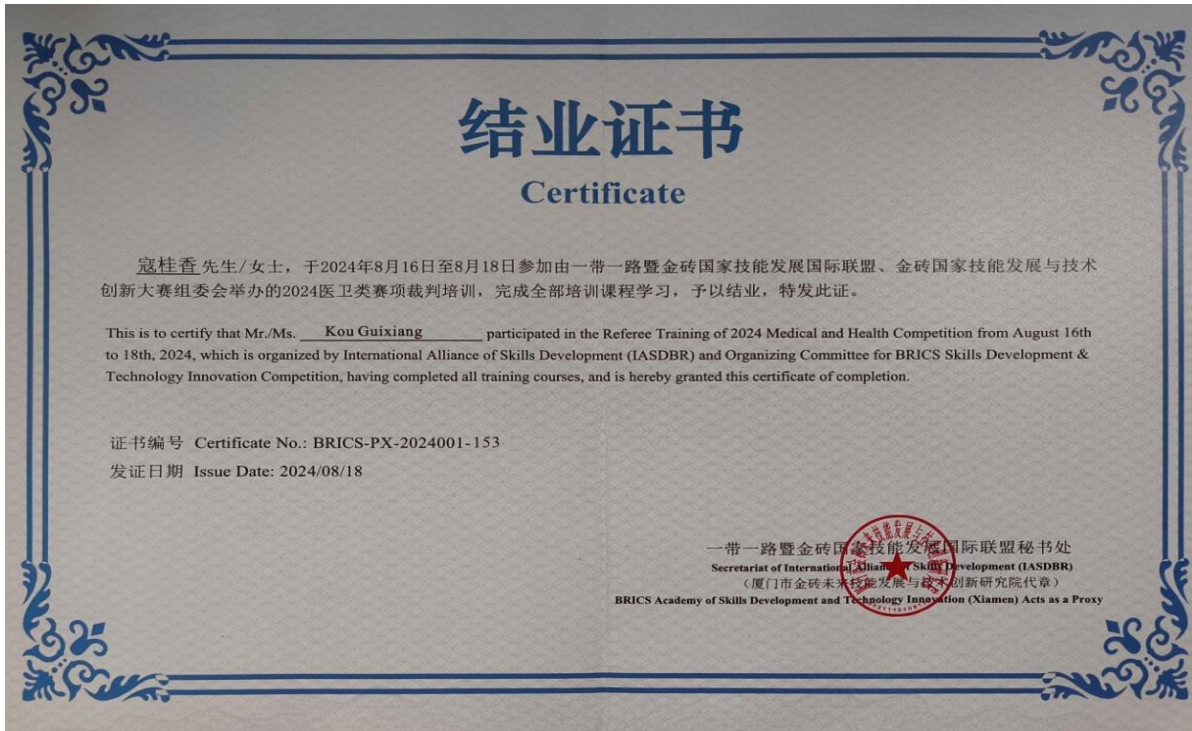 结业证书
Certificate
寇桂香 先生/女士，于2024年8月16日至8月18日参加由一带一路暨金砖国家技能发展国际联盟、金砖国家技能发展与技术
创新大赛组委会举办的2024医卫类赛项裁判培训，完成全部培训课程学习，予以结业，特发此证。
This is to certify that Mr./Ms. Kou Guixiang participated in the Referee Training of 2024 Medical and Health Competition from August 16th
to 18th, 2024, which is organized by International Alliance of Skills Development (IASDBR) and Organizing Committee for BRICS Skills Development &
Technology Innovation Competition, having completed all training courses, and is hereby granted this certificate of completion.
证书编号 Certificate No.: BRICS-PX-2024001-153
发证日期 Issue Date: 2024/08/18
一带一路暨金砖国家技能发展国际联盟秘书处
Secretariat of International Alliance of Skills Development (IASDBR)
（厦门市金砖未来技能发展与技术创新研究院代章）
BRICS Academy of Skills Development and Technology Innovation (Xiamen) Acts as a Proxy